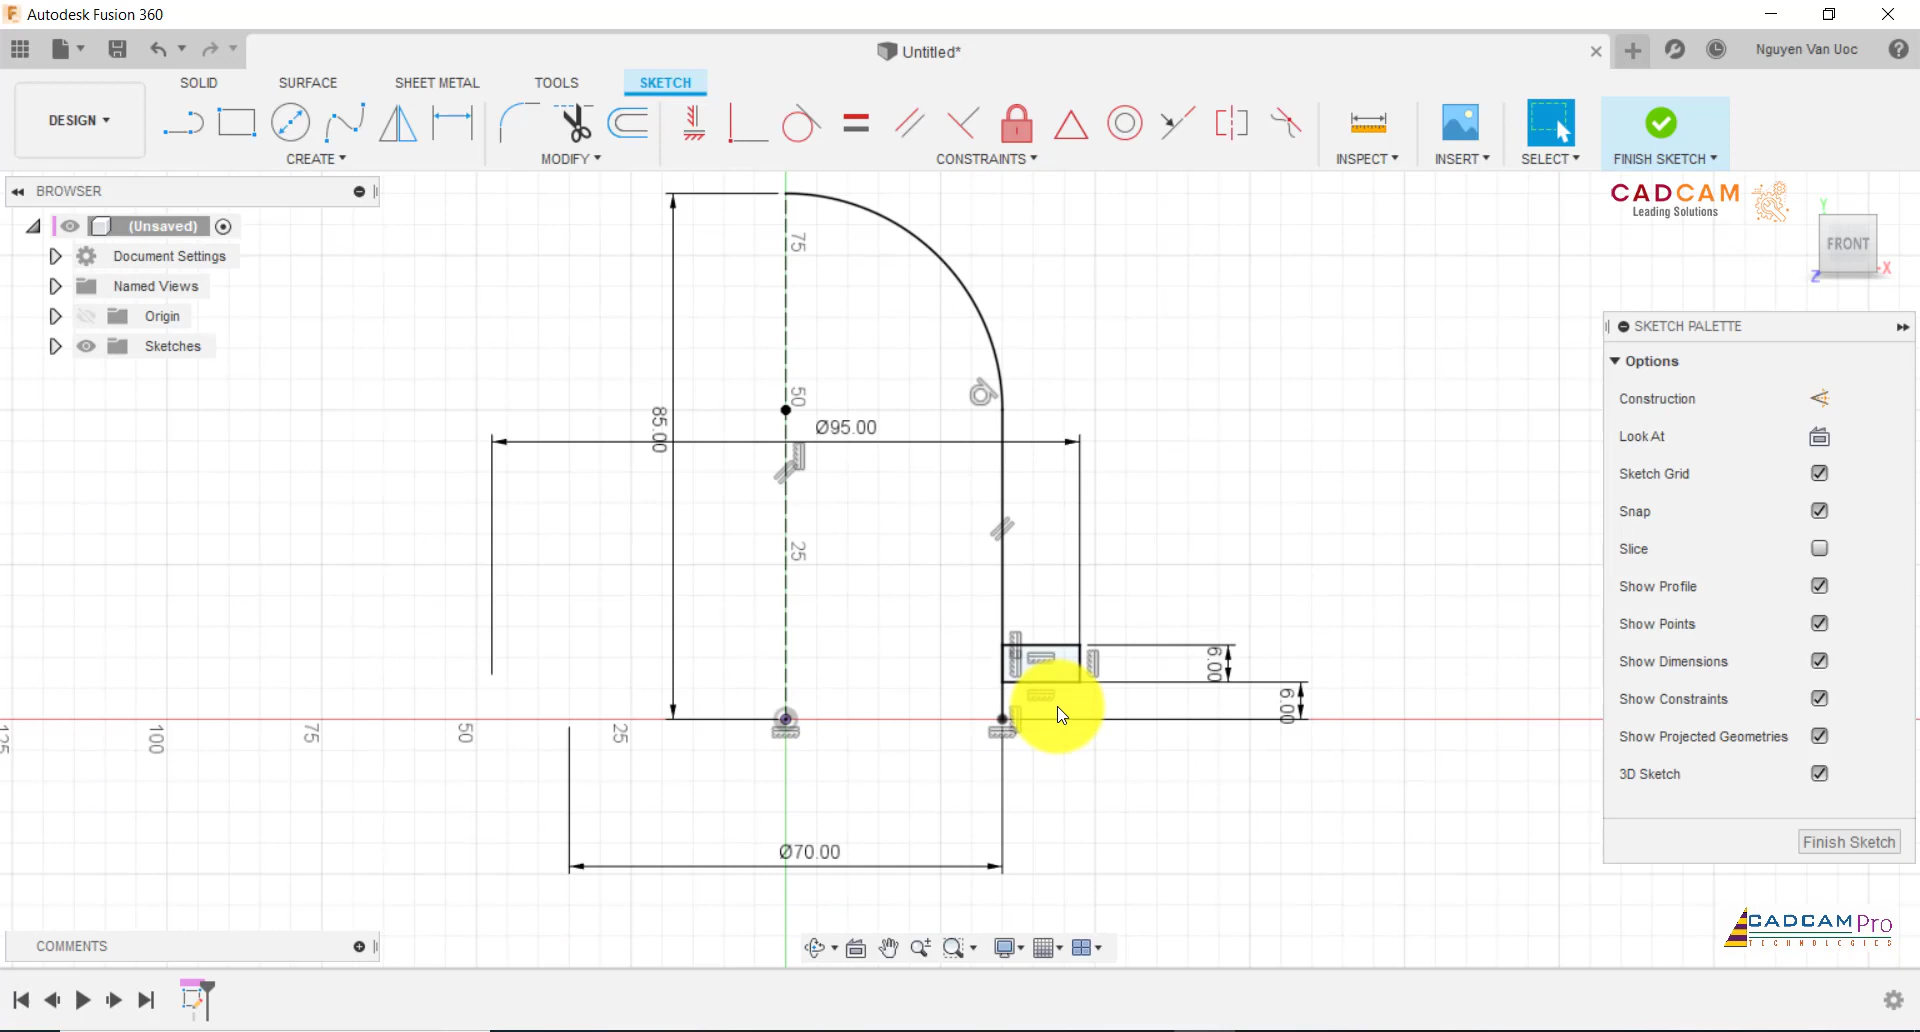 Autodesk Fusion 360
Untitled*
Nguyen Van Uoc
SOLID
SURFACE
SHEET METAL
TOOLS
SKETCH
DESIGN
CREATE
MODIFY
CONSTRAINTS
INSPECT
INSERT
SELECT
FINISH SKETCH
BROWSER
(Unsaved)
Document Settings
Named Views
Origin
Sketches
CADCAM
Leading Solutions
Y
FRONT
X
Z
75
50
25
85.00
Ø95.00
6.00
6.00
125
100
75
50
25
Ø70.00
SKETCH PALETTE
Options
Construction
Look At
Sketch Grid
Snap
Slice
Show Profile
Show Points
Show Dimensions
Show Constraints
Show Projected Geometries
3D Sketch
Finish Sketch
CADCAM Pro
TECHNOLOGIES
COMMENTS